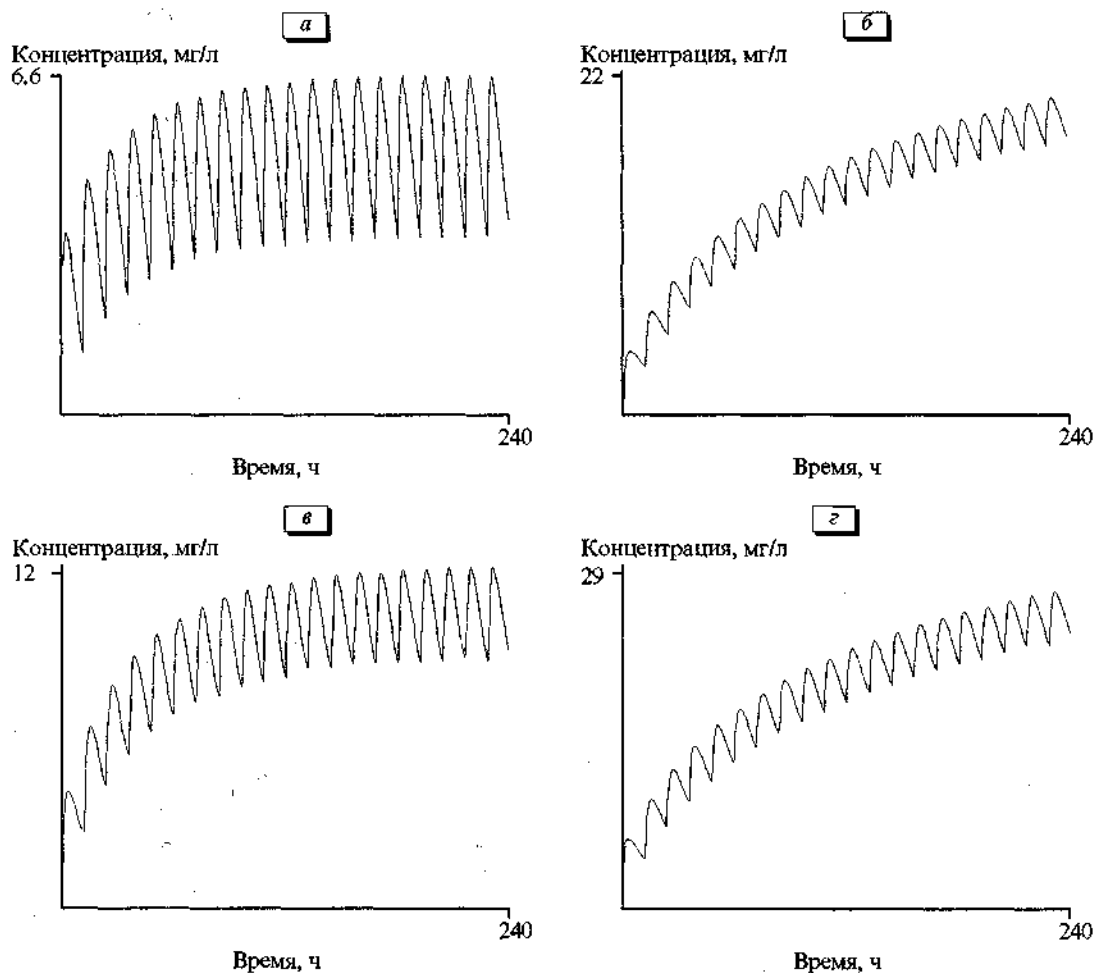 а
Концентрация, мг/л
6,6
240
Время, ч
б
Концентрация, мг/л
22
240
Время, ч
в
Концентрация, мг/л
12
240
Время, ч
г
Концентрация, мг/л
29
240
Время, ч